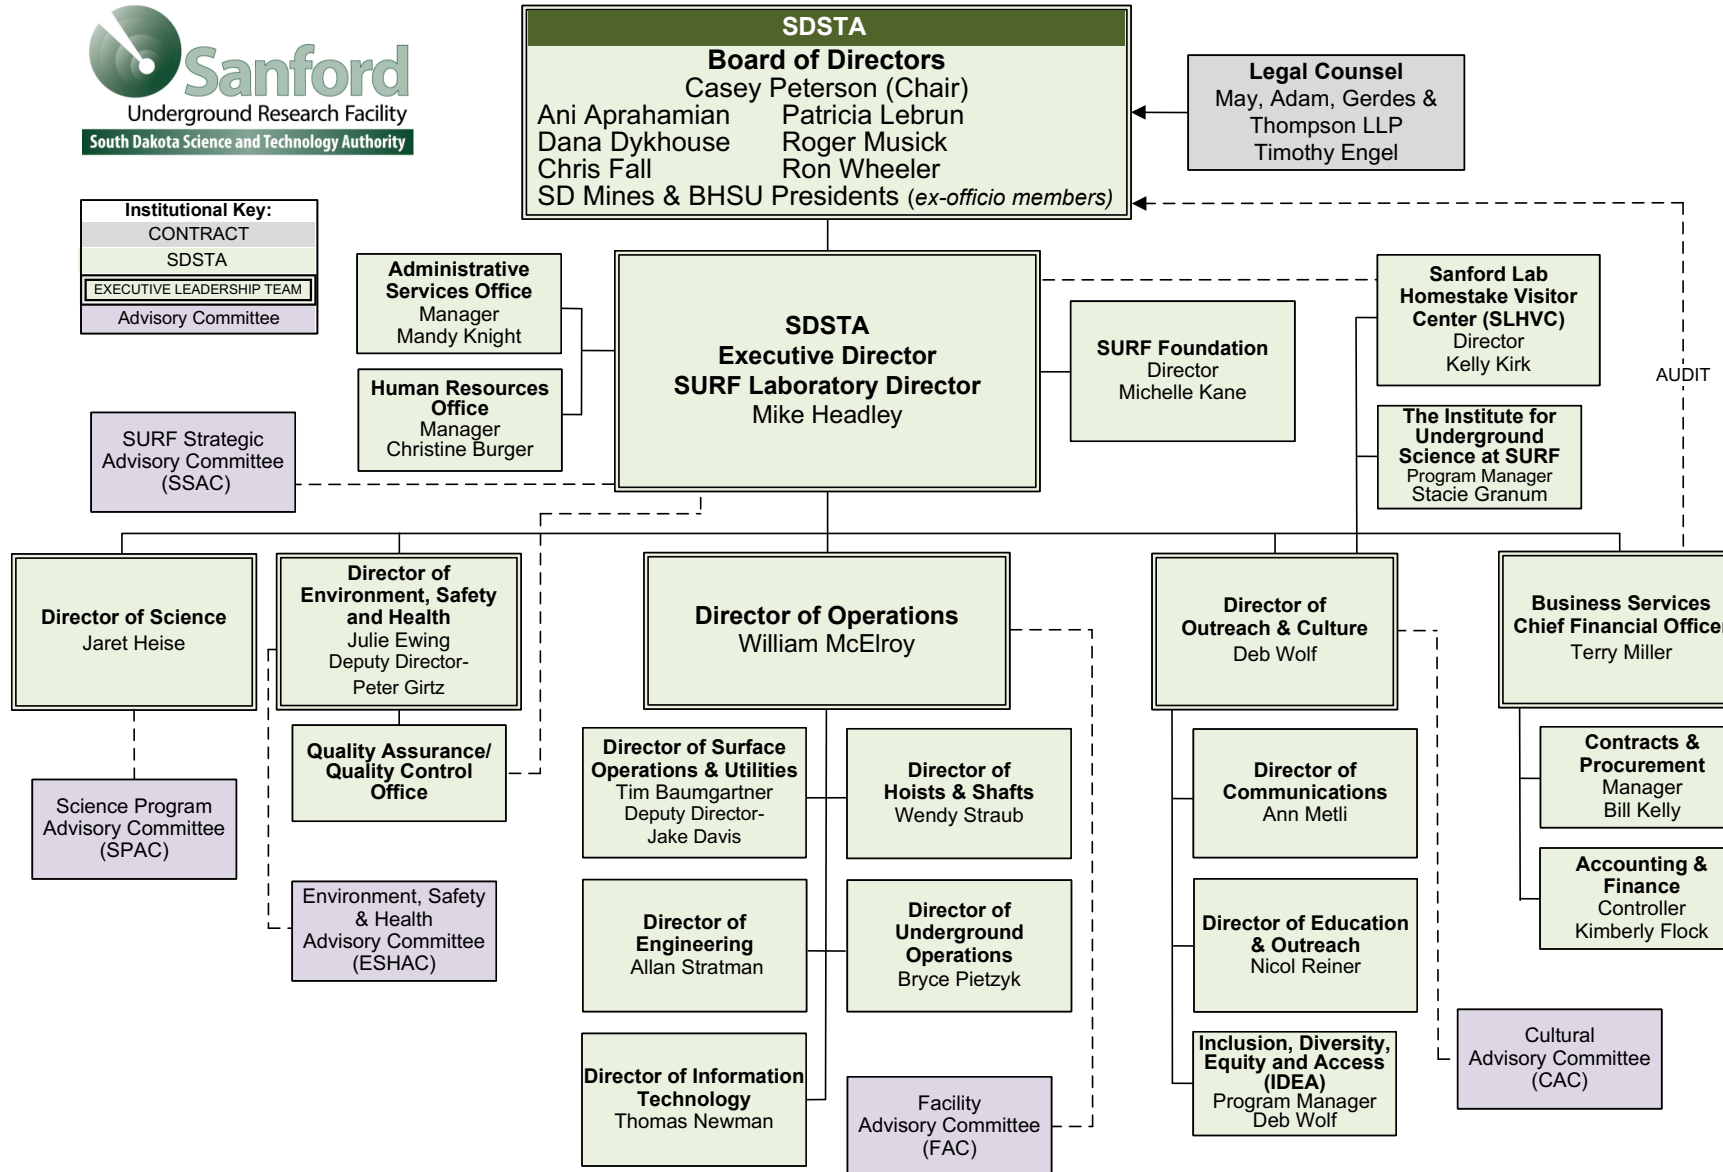 Sanford
Underground Research Facility
South Dakota Science and Technology Authority
SDSTA
Board of Directors
Casey Peterson (Chair)
Ani Aprahamian Patricia Lebrun
Dana Dykhouse Roger Musick
Chris Fall Ron Wheeler
SD Mines & BHSU Presidents (ex-officio members)
Legal Counsel
May, Adam, Gerdes &
Thompson LLP
Timothy Engel
Institutional Key:
CONTRACT
SDSTA
EXECUTIVE LEADERSHIP TEAM
Advisory Committee
Administrative
Services Office
Manager
Mandy Knight
Human Resources
Office
Manager
Christine Burger
SDSTA
Executive Director
SURF Laboratory Director
Mike Headley
SURF Foundation
Director
Michelle Kane
Sanford Lab
Homestake Visitor
Center (SLHVC)
Director
Kelly Kirk
The Institute for
Underground
Science at SURF
Program Manager
Stacie Granum
AUDIT
SURF Strategic
Advisory Committee
(SSAC)
Director of Science
Jaret Heise
Director of
Environment, Safety
and Health
Julie Ewing
Deputy Director-
Peter Girtz
Director of Operations
William McElroy
Director of
Outreach & Culture
Deb Wolf
Business Services
Chief Financial Officer
Terry Miller
Science Program
Advisory Committee
(SPAC)
Quality Assurance/
Quality Control
Office
Environment, Safety
& Health
Advisory Committee
(ESHAC)
Director of Surface
Operations & Utilities
Tim Baumgartner
Deputy Director-
Jake Davis
Director of
Hoists & Shafts
Wendy Straub
Director of
Engineering
Allan Stratman
Director of
Underground
Operations
Bryce Pietzyk
Director of Information
Technology
Thomas Newman
Facility
Advisory Committee
(FAC)
Director of
Communications
Ann Metli
Director of Education
& Outreach
Nicol Reiner
Inclusion, Diversity,
Equity and Access
(IDEA)
Program Manager
Deb Wolf
Contracts &
Procurement
Manager
Bill Kelly
Accounting &
Finance
Controller
Kimberly Flock
Cultural
Advisory Committee
(CAC)